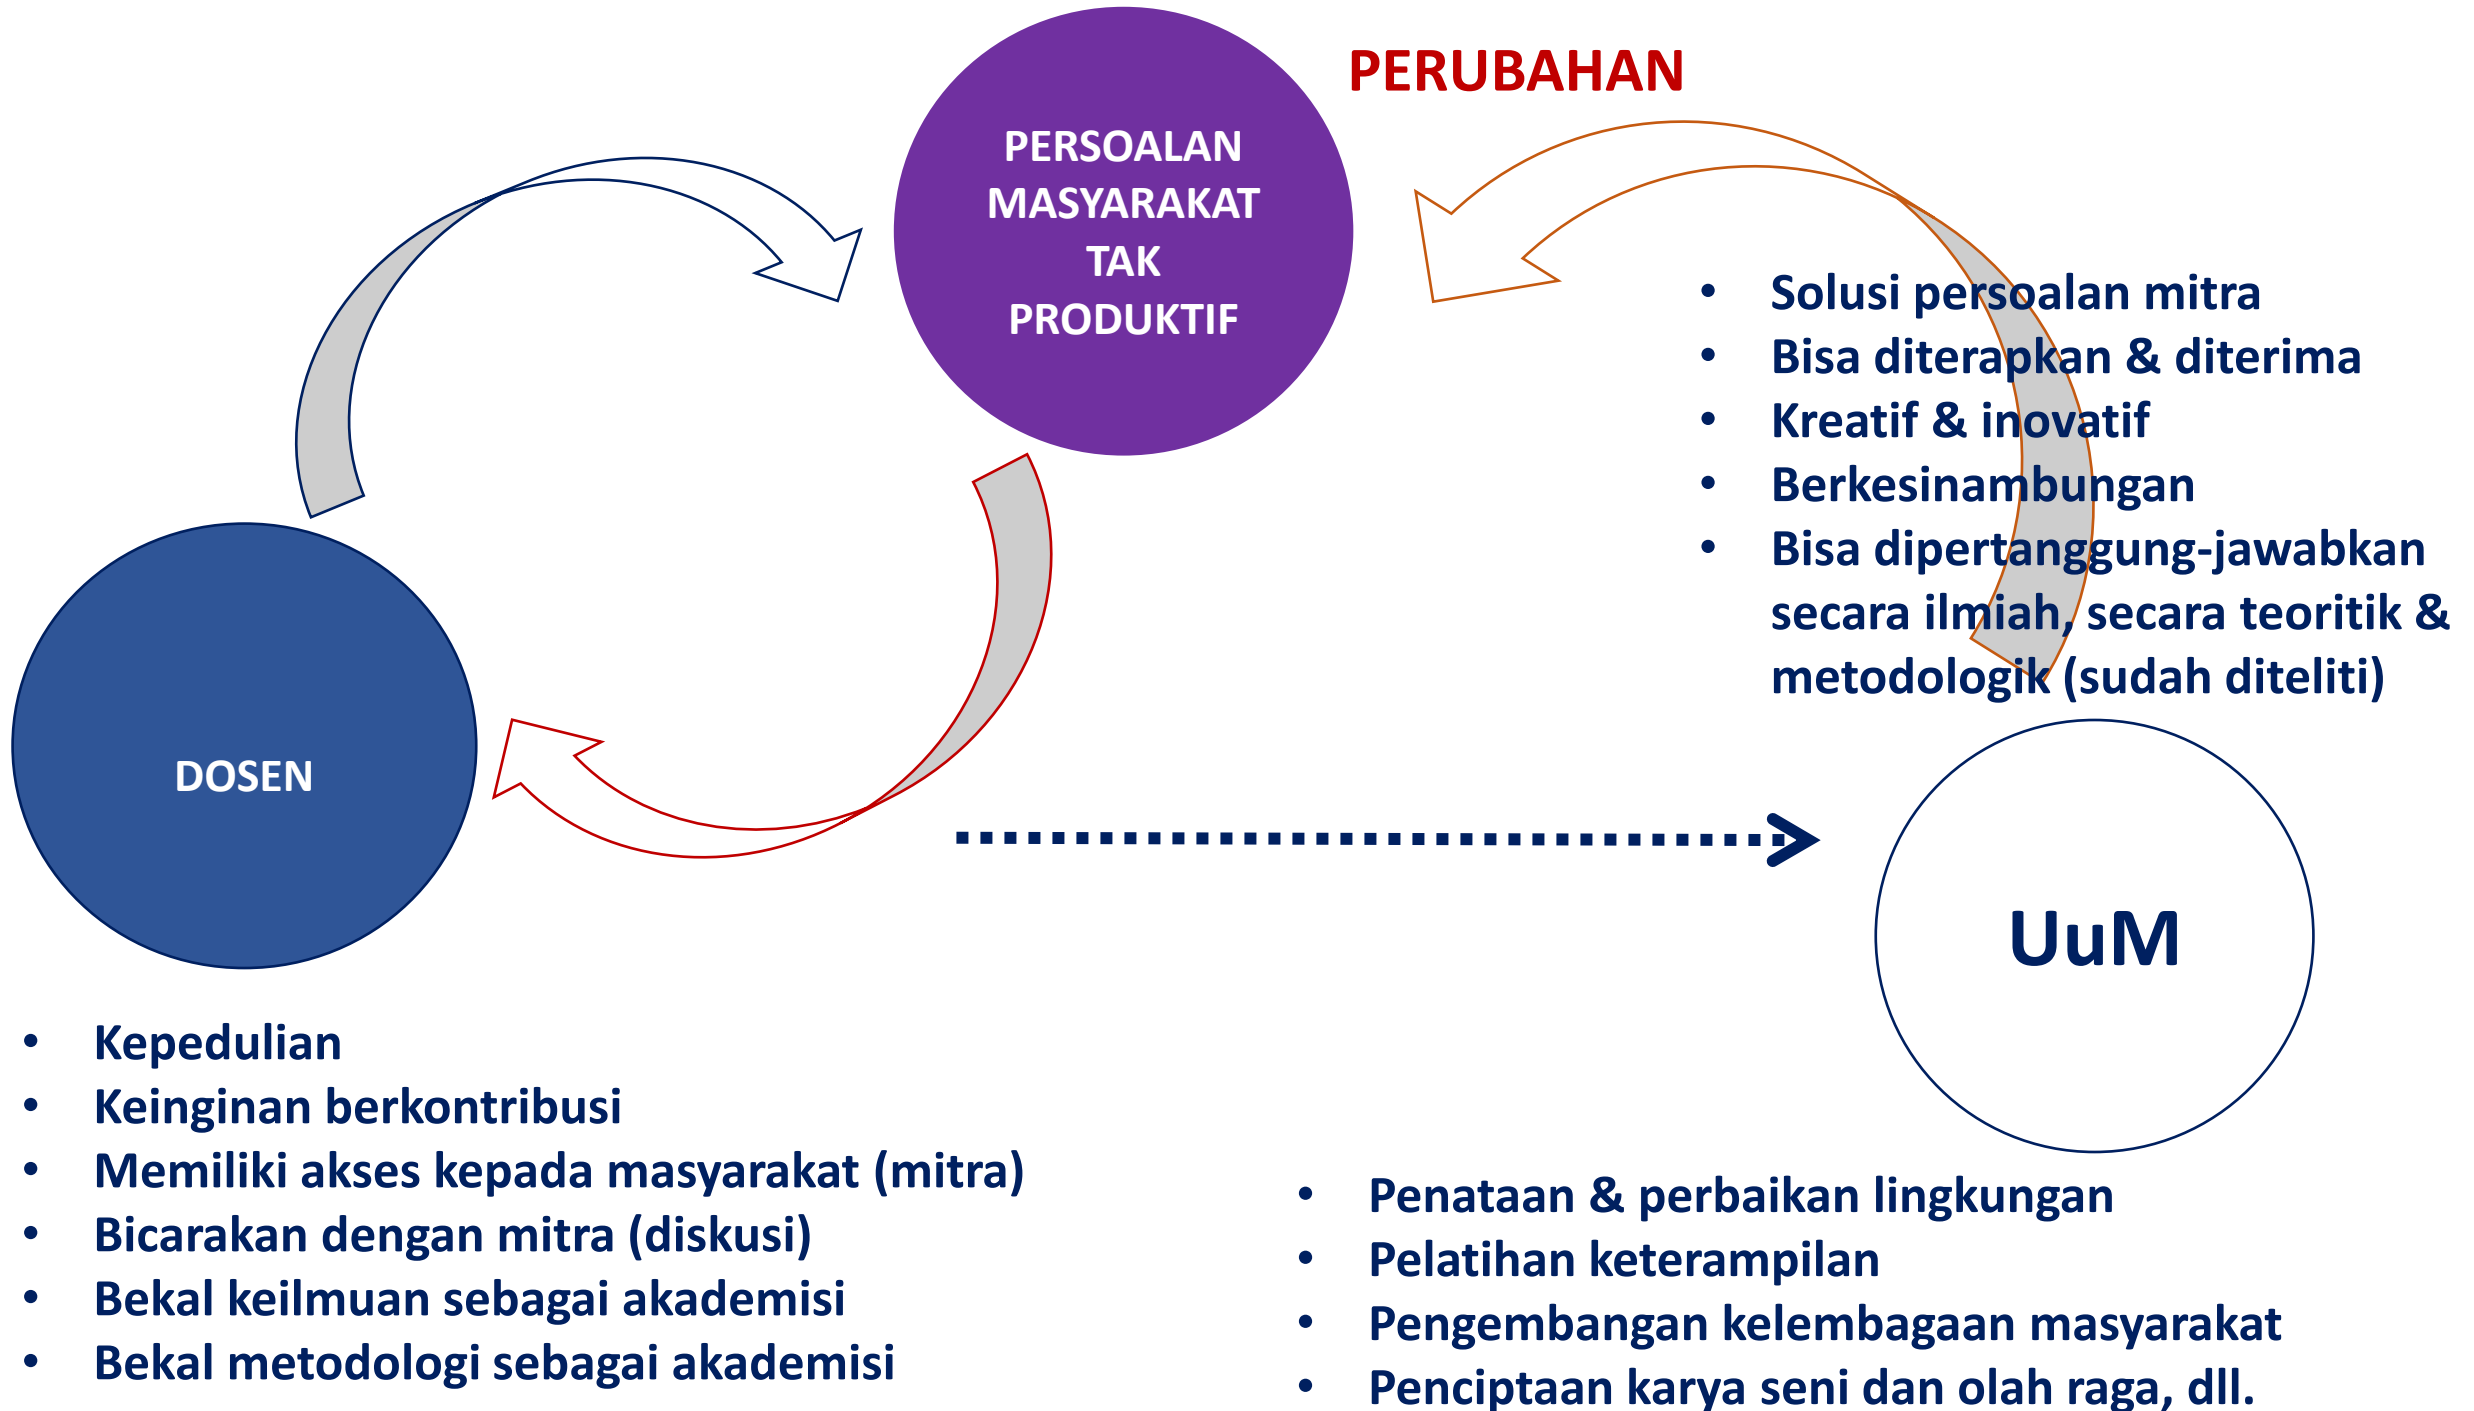 PERUBAHAN
PERSOALAN
MASYARAKAT
TAK
PRODUKTIF
• Solusi persoalan mitra
• Bisa diterapkan & diterima
• Kreatif & inovatif
• Berkesinambungan
• Bisa dipertanggung-jawabkan
secara ilmiah, secara teoritik &
metodologik (sudah diteliti)
DOSEN
UuM
• Kepedulian
• Keinginan berkontribusi
• Memiliki akses kepada masyarakat (mitra)
• Bicarakan dengan mitra (diskusi)
• Bekal keilmuan sebagai akademisi
• Bekal metodologi sebagai akademisi
• Penataan & perbaikan lingkungan
• Pelatihan keterampilan
• Pengembangan kelembagaan masyarakat
• Penciptaan karya seni dan olah raga, dll.